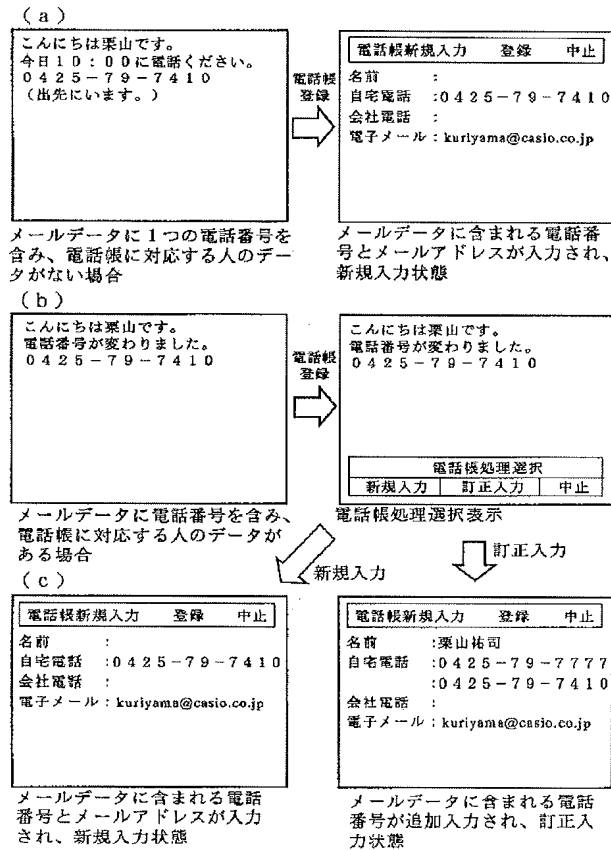 (a)
こんにちは栗山です。
今日10:00に電話ください。
0425-79-7410
(出先にいます。)
電話帳
登録
電話帳新規入力 登録 中止
名前 :
自宅電話 :0425-79-7410
会社電話 :
電子メール:kuriyama@casio.co.jp
メールデータに1つの電話番号を
含み、電話帳に対応する人のデー
タがない場合
メールデータに含まれる電話番
号とメールアドレスが入力され、
新規入力状態
(b)
こんにちは栗山です。
電話番号が変わりました。
0425-79-7410
電話帳
登録
こんにちは栗山です。
電話番号が変わりました。
0425-79-7410
電話帳処理選択
新規入力 訂正入力 中止
メールデータに電話番号を含み、
電話帳に対応する人のデータが
ある場合
電話帳処理選択表示
新規入力
訂正入力
(c)
電話帳新規入力 登録 中止
名前 :
自宅電話 :0425-79-7410
会社電話 :
電子メール:kuriyama@casio.co.jp
電話帳新規入力 登録 中止
名前 :栗山祐司
自宅電話 :0425-79-7777
:0425-79-7410
会社電話 :
電子メール:kuriyama@casio.co.jp
メールデータに含まれる電話
番号とメールアドレスが入力
され、新規入力状態
メールデータに含まれる電話
番号が追加入力され、訂正入
力状態